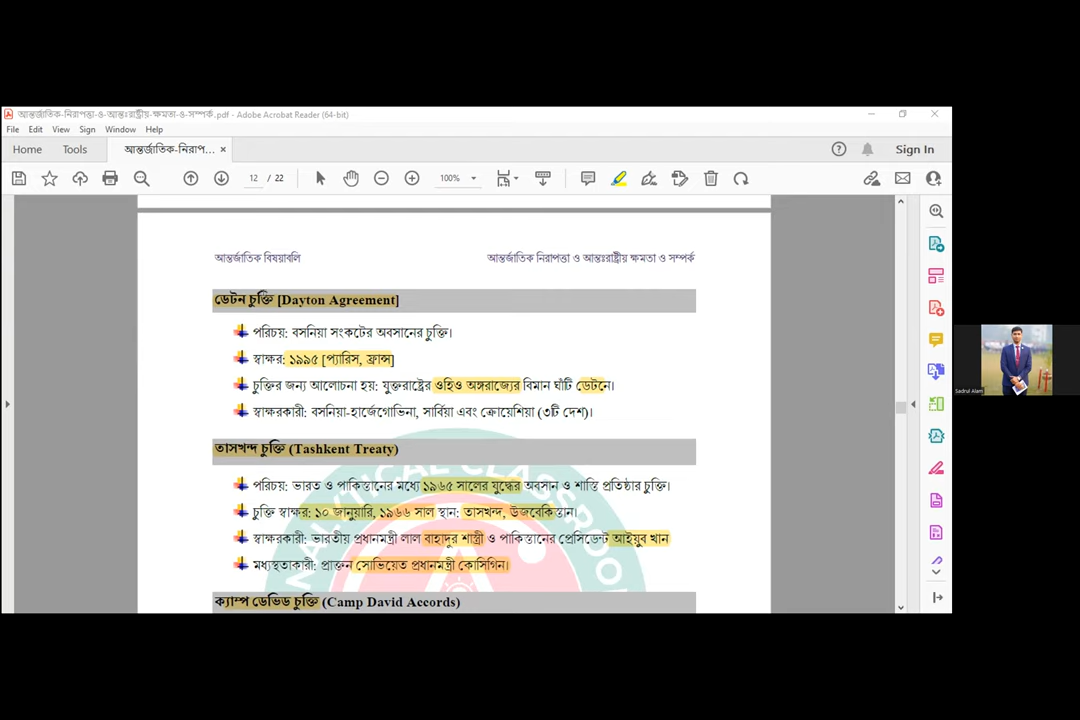 আন্তর্জাতিক-নিরাপত্তা-ও-আন্তঃরাষ্ট্রীয়-ক্ষমতা-ও-সম্পর্ক.pdf - Adobe Acrobat Reader (64-bit)
File Edit View Sign Window Help
Home Tools আন্তর্জাতিক-নিরাপ... × Sign In
12 / 22 100%
আন্তর্জাতিক বিষয়াবলি আন্তর্জাতিক নিরাপত্তা ও আন্তঃরাষ্ট্রীয় ক্ষমতা ও সম্পর্ক
ডেটন চুক্তি [Dayton Agreement]
পরিচয়: বসনিয়া সংকটের অবসানের চুক্তি।
স্বাক্ষর: ১৯৯৫ [প্যারিস, ফ্রান্স]
চুক্তির জন্য আলোচনা হয়: যুক্তরাষ্ট্রের ওহিও অঙ্গরাজ্যের বিমান ঘাঁটি ডেটনে।
স্বাক্ষরকারী: বসনিয়া-হার্জেগোভিনা, সার্বিয়া এবং ক্রোয়েশিয়া (৩টি দেশ)।
তাসখন্দ চুক্তি (Tashkent Treaty)
পরিচয়: ভারত ও পাকিস্তানের মধ্যে ১৯৬৫ সালের যুদ্ধের অবসান ও শান্তি প্রতিষ্ঠার চুক্তি।
চুক্তি স্বাক্ষর: ১০ জানুয়ারি, ১৯৬৬ সাল স্থান: তাসখন্দ, উজবেকিস্তান।
স্বাক্ষরকারী: ভারতীয় প্রধানমন্ত্রী লাল বাহাদুর শাস্ত্রী ও পাকিস্তানের প্রেসিডেন্ট আইয়ুব খান
মধ্যস্থতাকারী: প্রাক্তন সোভিয়েত প্রধানমন্ত্রী কোসিগিন।
ক্যাম্প ডেভিড চুক্তি (Camp David Accords)
Sadrul Alam